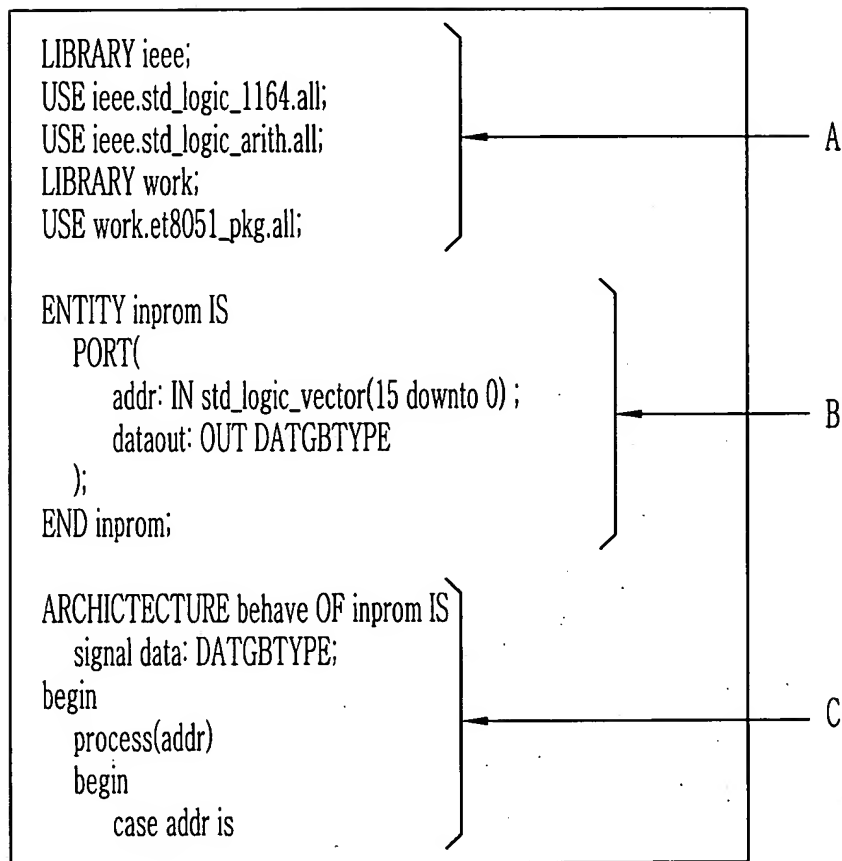 LIBRARY ieee;
USE ieee.std_logic_1164.all;
USE ieee.std_logic_arith.all;
LIBRARY work;
USE work.et8051_pkg.all;
A
ENTITY inprom IS
PORT(
addr: IN std_logic_vector(15 downto 0) ;
dataout: OUT DATGBTYPE
);
END inprom;
B
ARCHICTECTURE behave OF inprom IS
signal data: DATGBTYPE;
begin
process(addr)
begin
case addr is
C